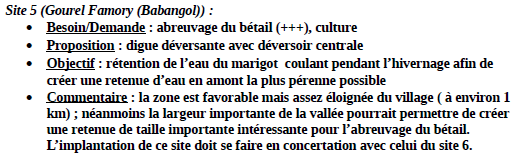 Site 5 (Gourel Famory (Babangol)) :
• Besoin/Demande : abreuvage du bétail (+++), culture
• Proposition : digue déversante avec déversoir centrale
• Objectif : rétention de l’eau du marigot coulant pendant l’hivernage afin de
créer une retenue d’eau en amont la plus pérenne possible
• Commentaire : la zone est favorable mais assez éloignée du village ( à environ 1
km) ; néanmoins la largeur importante de la vallée pourrait permettre de créer
une retenue de taille importante intéressante pour l’abreuvage du bétail.
L’implantation de ce site doit se faire en concertation avec celui du site 6.